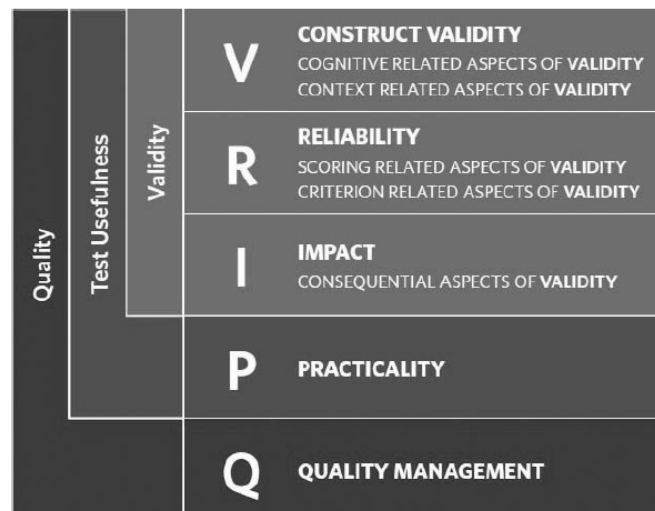 Quality
Test Usefulness
Validity
V
CONSTRUCT VALIDITY
COGNITIVE RELATED ASPECTS OF VALIDITY
CONTEXT RELATED ASPECTS OF VALIDITY
R
RELIABILITY
SCORING RELATED ASPECTS OF VALIDITY
CRITERION RELATED ASPECTS OF VALIDITY
I
IMPACT
CONSEQUENTIAL ASPECTS OF VALIDITY
P
PRACTICALITY
Q
QUALITY MANAGEMENT